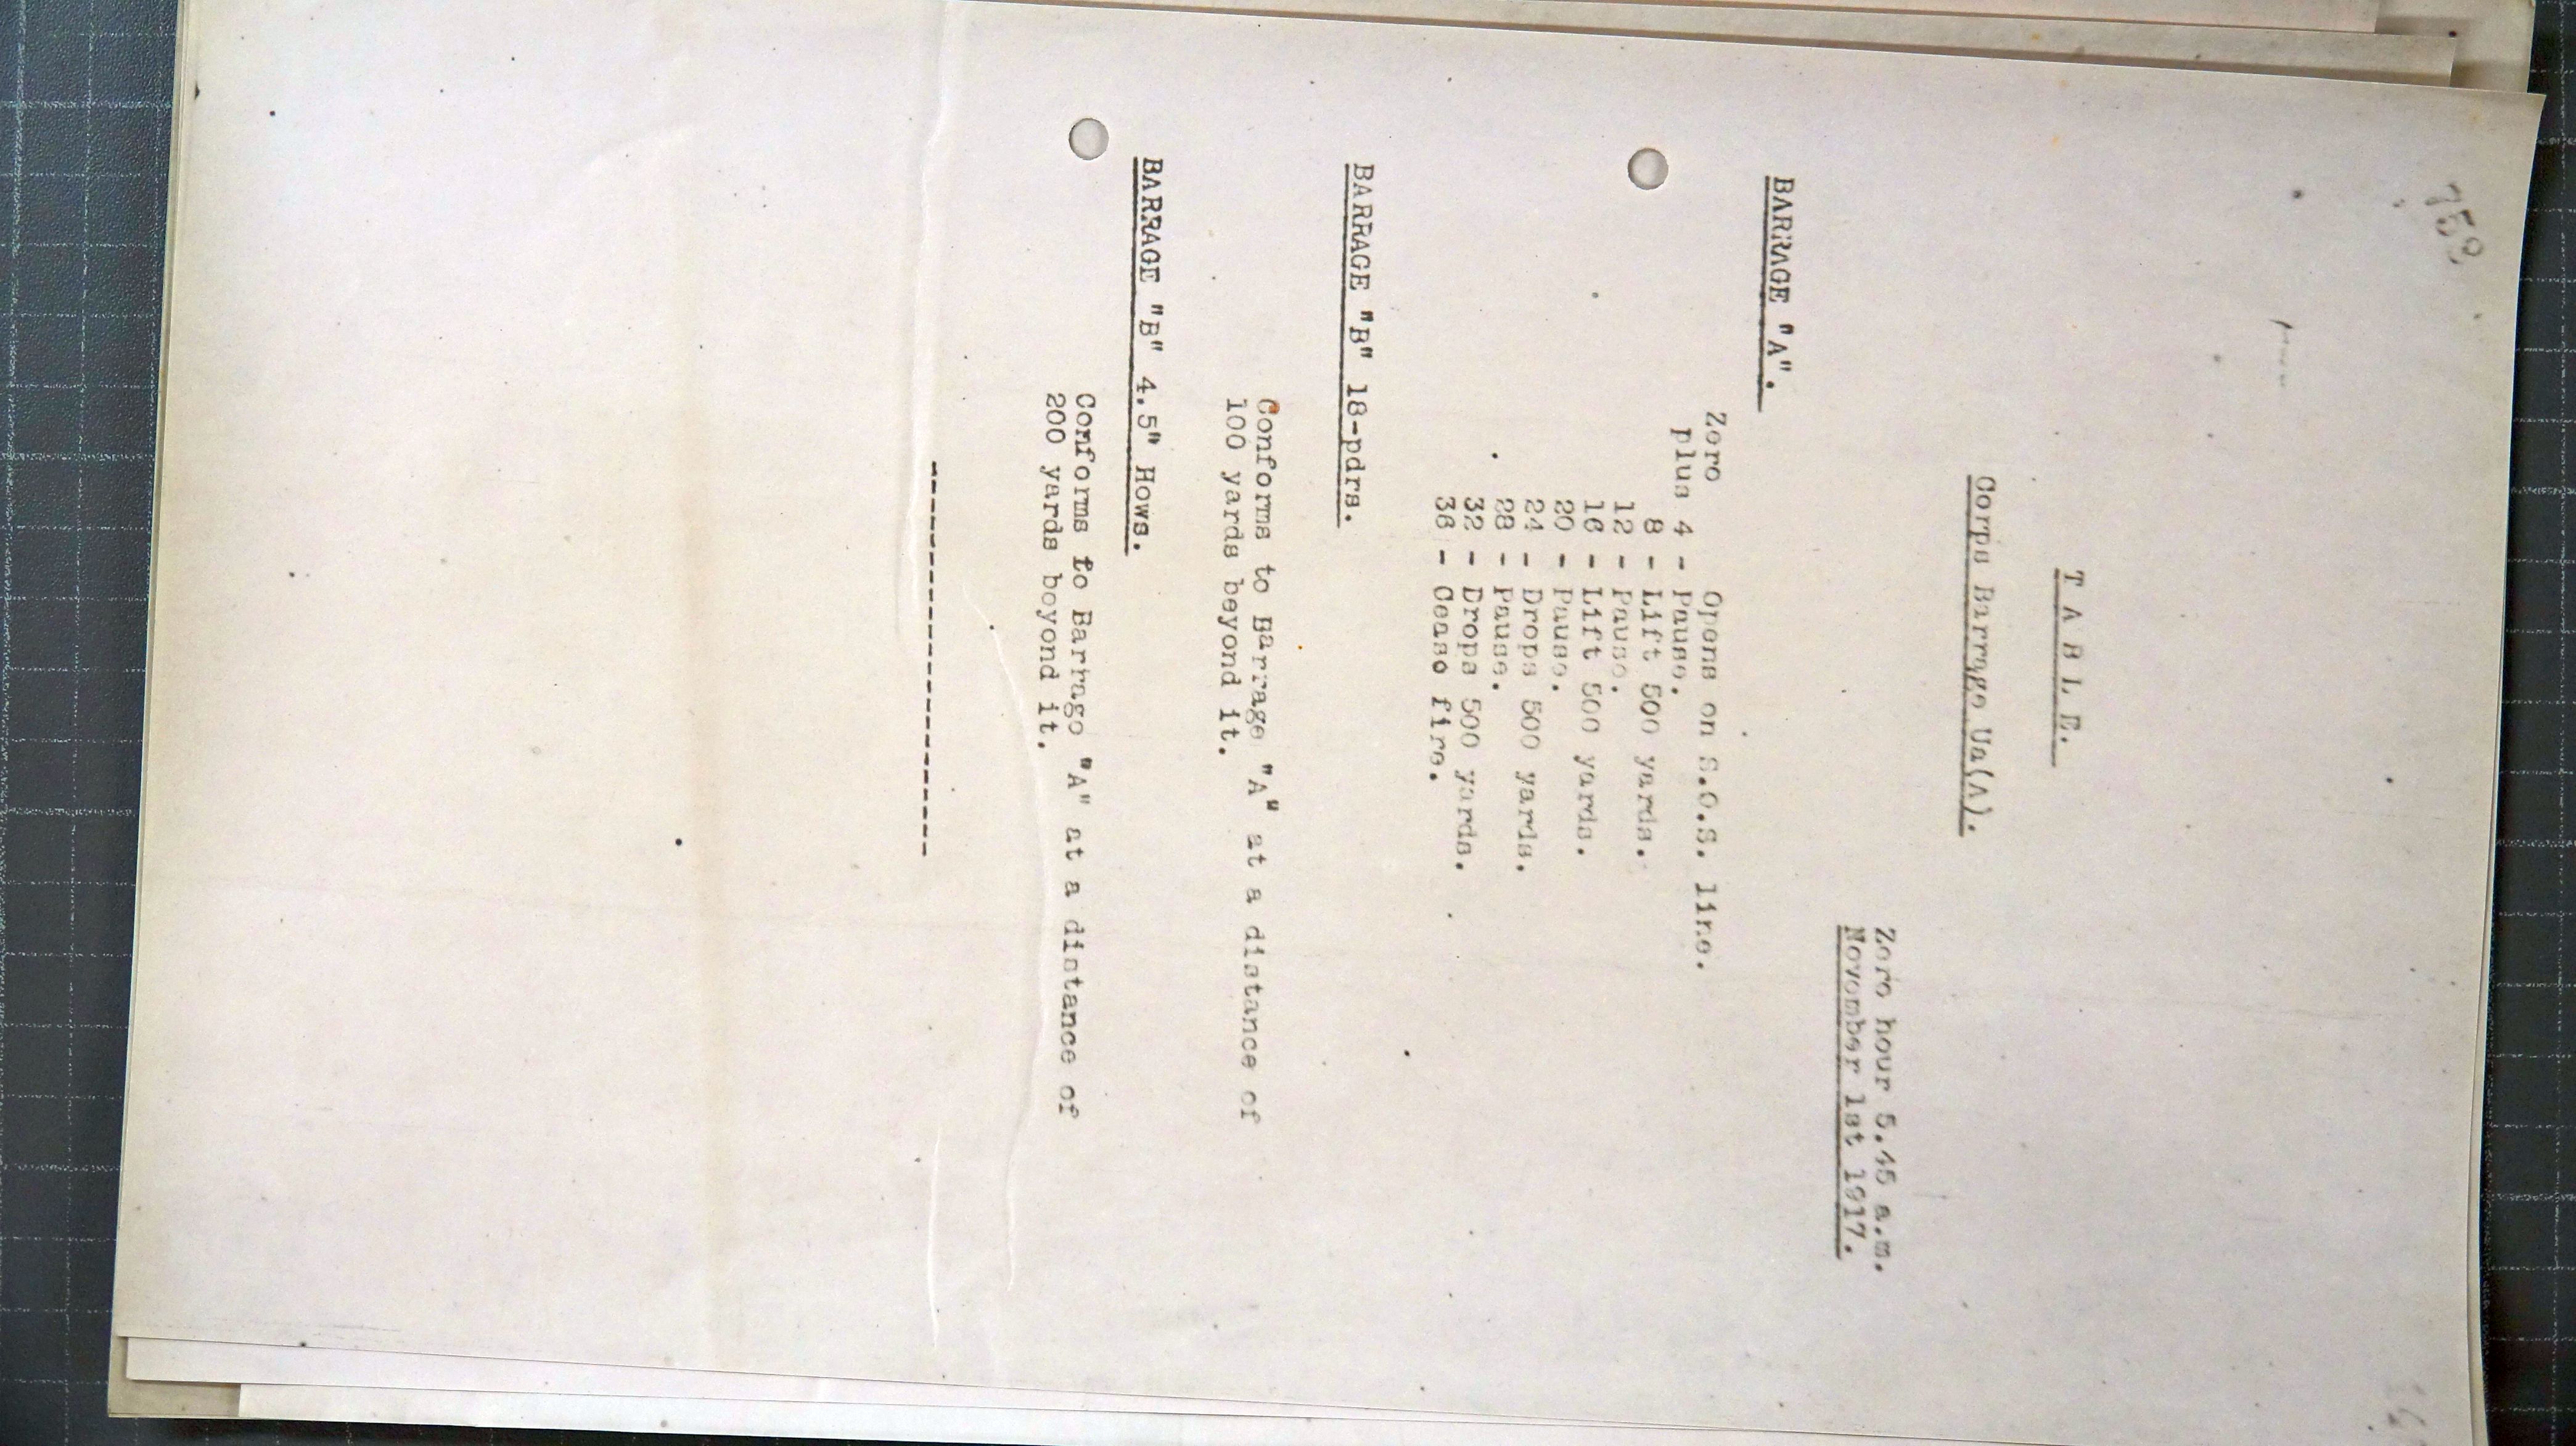 758
T A B L E.
Corps Barrage Ua(A).
Zero hour 5.45 a.m.
November 1st 1917.
BARRAGE "A".
Zero Opens on S.O.S. line.
plus 4 - Pause.
8 - Lift 500 yards.
12 - Pause.
16 - Lift 500 yards.
20 - Pause.
24 - Drops 500 yards.
28 - Pause.
32 - Drops 500 yards.
36 - Cease fire.
BARRAGE "B" 18-pdrs.
Conforms to Barrage "A" at a distance of
100 yards beyond it.
BARRAGE "B" 4.5" Hows.
Conforms to Barrage "A" at a distance of
200 yards beyond it.